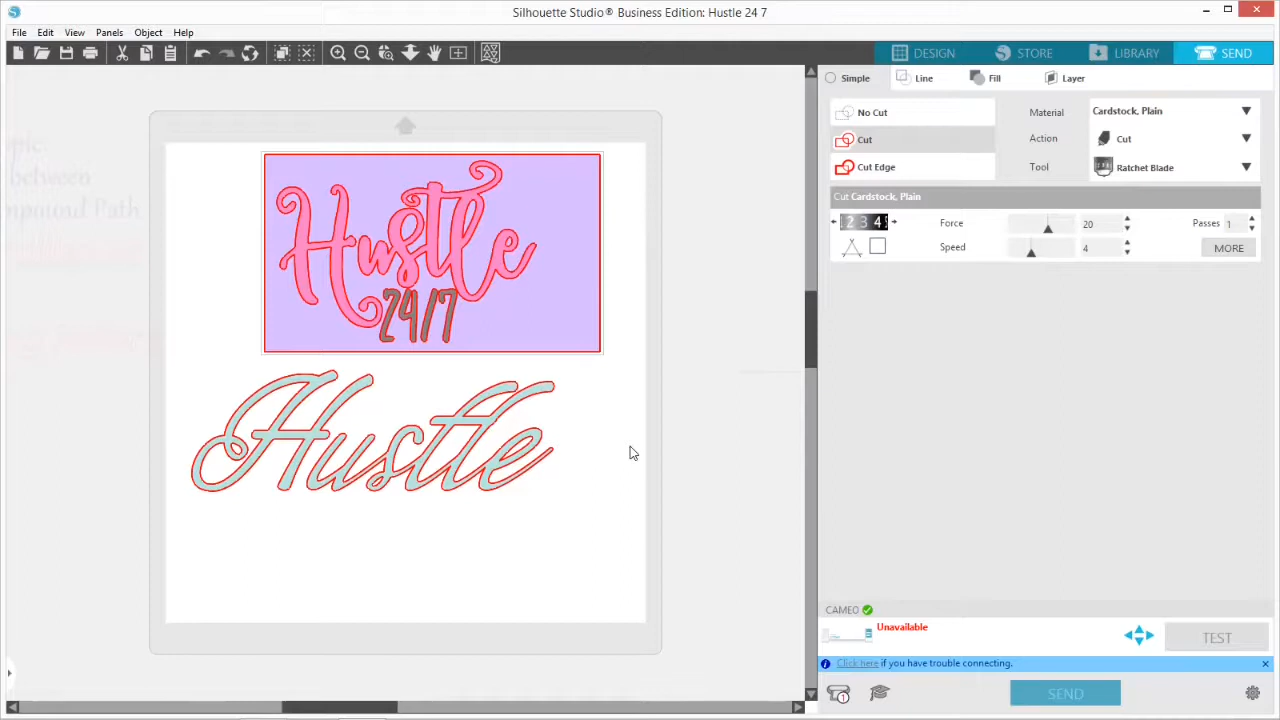 Silhouette Studio® Business Edition: Hustle 24 7
File Edit View Panels Object Help
DESIGN STORE LIBRARY SEND
Simple Line Fill Layer
No Cut
Cut
Cut Edge
Material Cardstock, Plain
Action Cut
Tool Ratchet Blade
Cut Cardstock, Plain
Force 20 Passes 1
Speed 4 MORE
Hustle
24/7
Hustle
between
Path
CAMEO
Unavailable
TEST
Click here if you have trouble connecting.
1
SEND